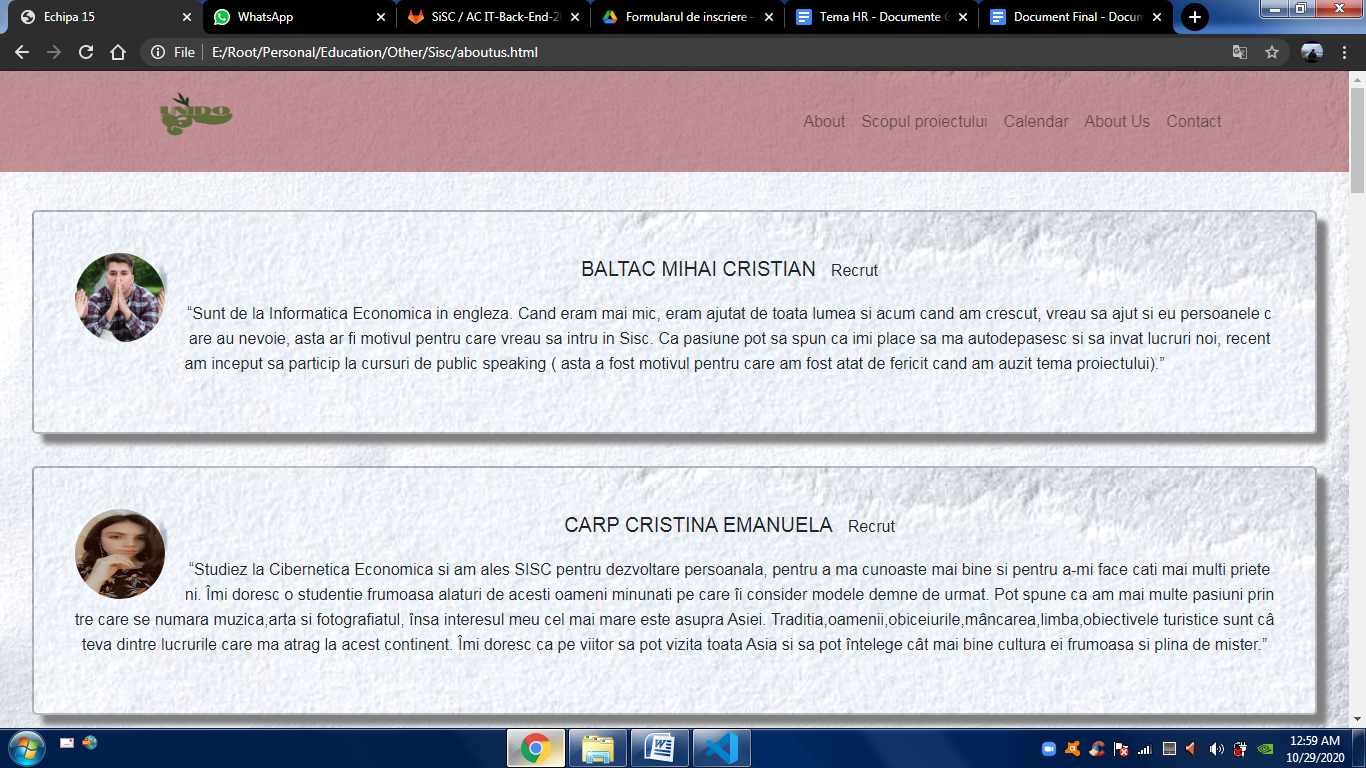 Echipa 15
WhatsApp
SiSC / AC IT-Back-End-20
Formularul de inscriere -
Tema HR - Documente G
Document Final - Docum
File
E:/Root/Personal/Education/Other/Sisc/aboutus.html
UNIDO
About
Scopul proiectului
Calendar
About Us
Contact
BALTAC MIHAI CRISTIAN Recrut
“Sunt de la Informatica Economica in engleza. Cand eram mai mic, eram ajutat de toata lumea si acum cand am crescut, vreau sa ajut si eu persoanele c
are au nevoie, asta ar fi motivul pentru care vreau sa intru in Sisc. Ca pasiune pot sa spun ca imi place sa ma autodepasesc si sa invat lucruri noi, recent
am inceput sa particip la cursuri de public speaking ( asta a fost motivul pentru care am fost atat de fericit cand am auzit tema proiectului).”
CARP CRISTINA EMANUELA Recrut
“Studiez la Cibernetica Economica si am ales SISC pentru dezvoltare persoanala, pentru a ma cunoaste mai bine si pentru a-mi face cati mai multi priete
ni. Îmi doresc o studentie frumoasa alaturi de acesti oameni minunati pe care îi consider modele demne de urmat. Pot spune ca am mai multe pasiuni prin
tre care se numara muzica,arta si fotografiatul, însa interesul meu cel mai mare este asupra Asiei. Traditia,oamenii,obiceiurile,mâncarea,limba,obiectivele turistice sunt câ
teva dintre lucrurile care ma atrag la acest continent. Îmi doresc ca pe viitor sa pot vizita toata Asia si sa pot întelege cât mai bine cultura ei frumoasa si plina de mister.”
12:59 AM
10/29/2020